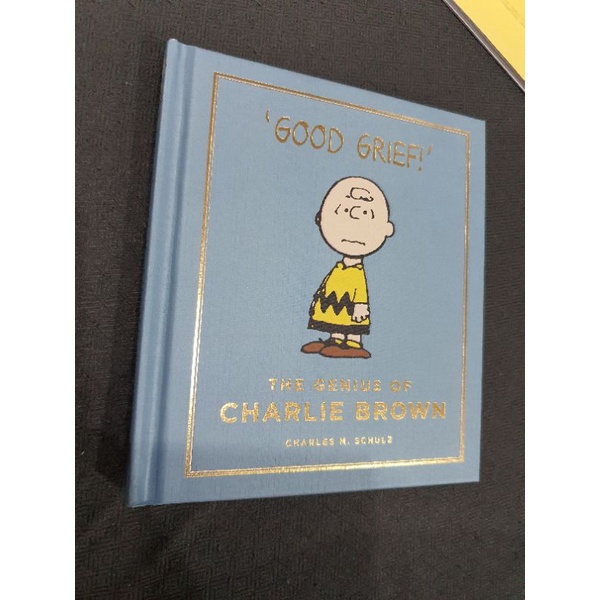 'GOOD GRIEF!'
THE GENIUS OF
CHARLIE BROWN
CHARLES M. SCHULZ